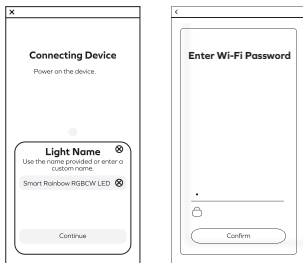 Connecting Device
Power on the device.
Light Name
Use the name provided or enter a
custom name.
Smart Rainbow RGBCW LED
Continue
Enter Wi-Fi Password
Confirm